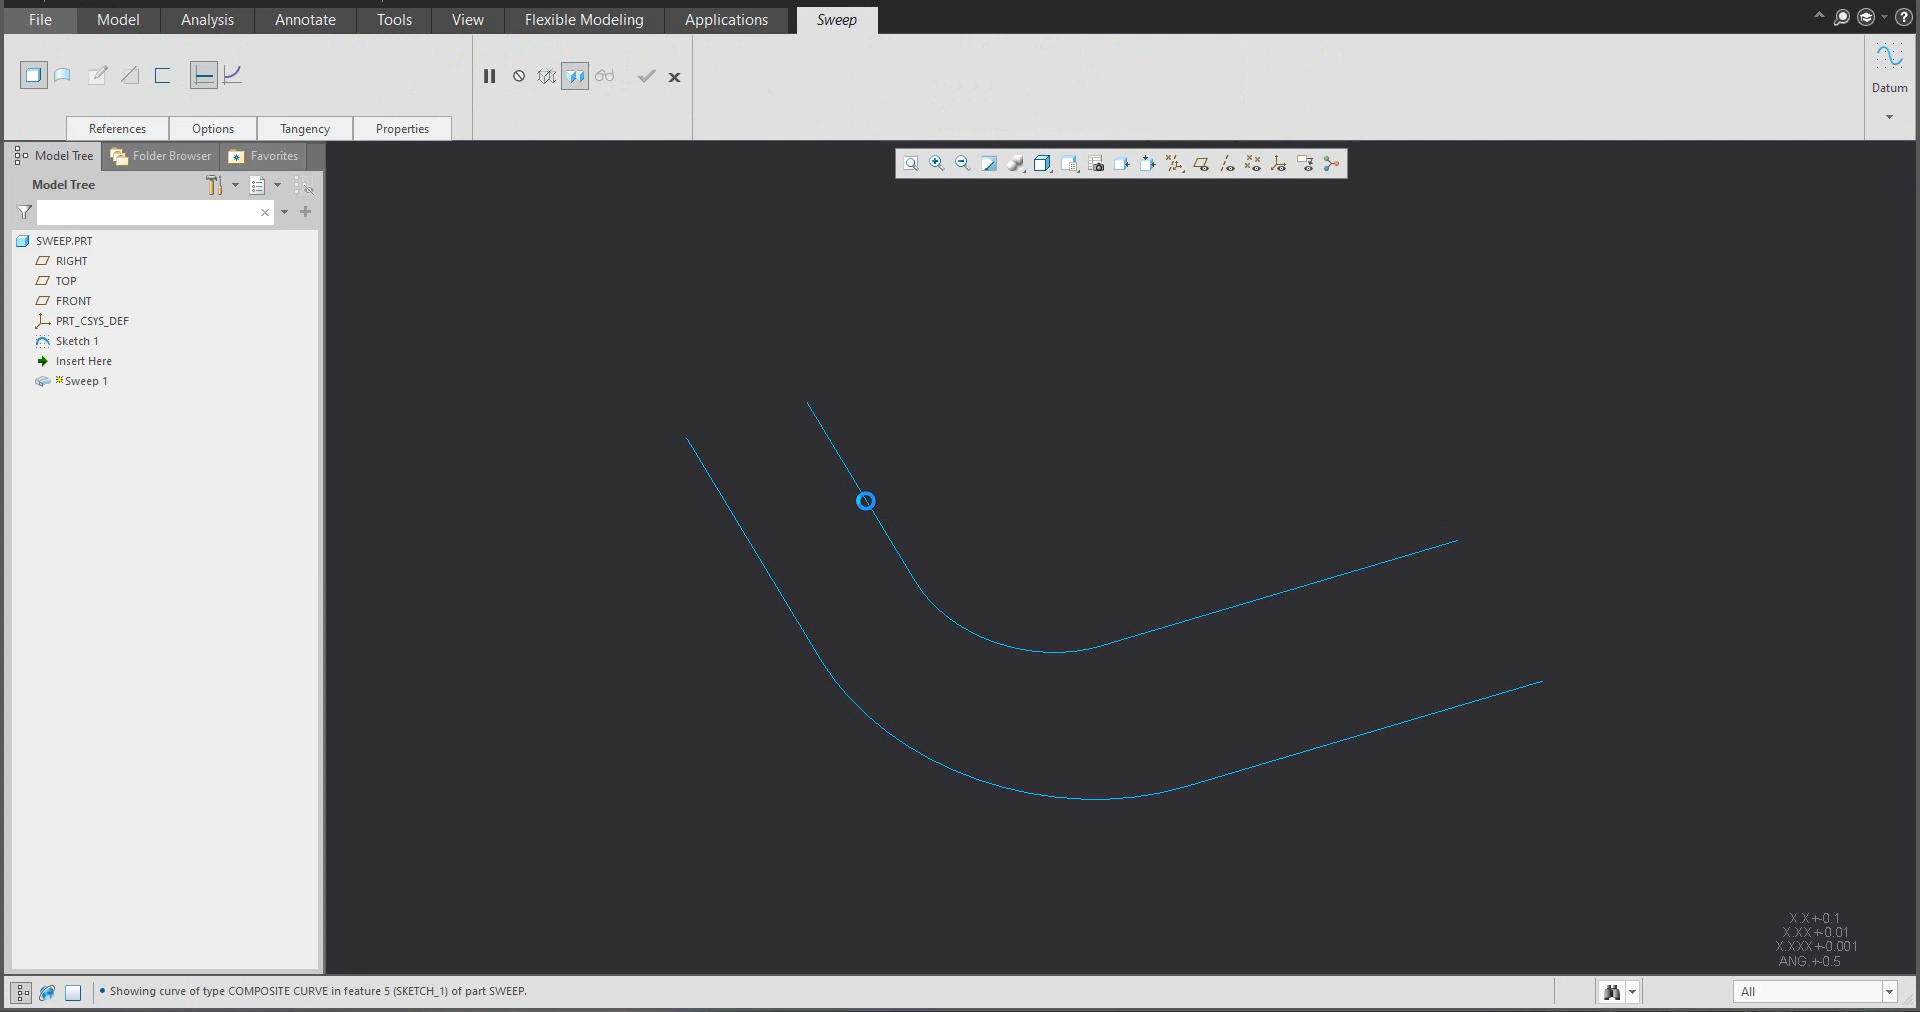 File Model Analysis Annotate Tools View Flexible Modeling Applications Sweep
Datum
References Options Tangency Properties
Model Tree Folder Browser Favorites
Model Tree
SWEEP.PRT
RIGHT
TOP
FRONT
PRT_CSYS_DEF
Sketch 1
Insert Here
Sweep 1
X.X+-0.1
X.XX+-0.01
X.XXX+-0.001
ANG.+-0.5
Showing curve of type COMPOSITE CURVE in feature 5 (SKETCH_1) of part SWEEP.
All